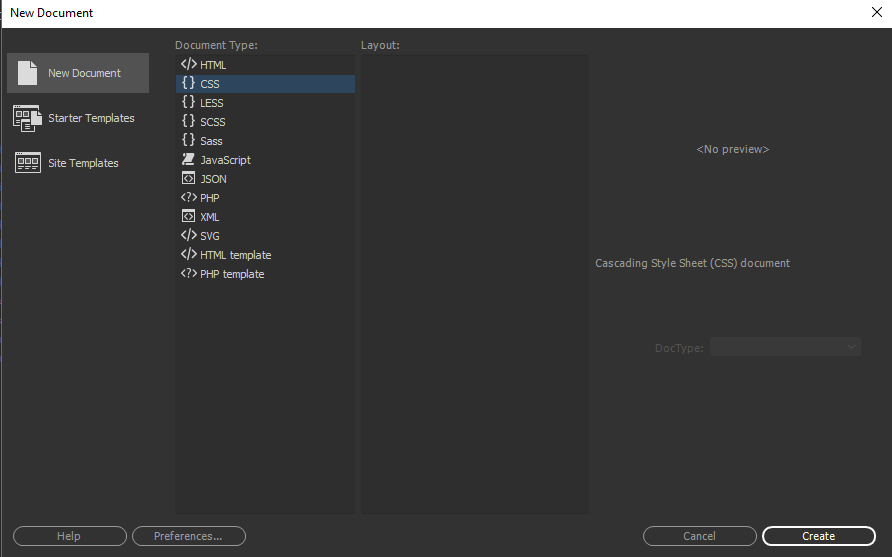 New Document
Document Type:
Layout:
New Document
Starter Templates
Site Templates
HTML
CSS
LESS
SCSS
Sass
JavaScript
JSON
PHP
XML
SVG
HTML template
PHP template
<No preview>
Cascading Style Sheet (CSS) document
DocType:
Help
Preferences...
Cancel
Create